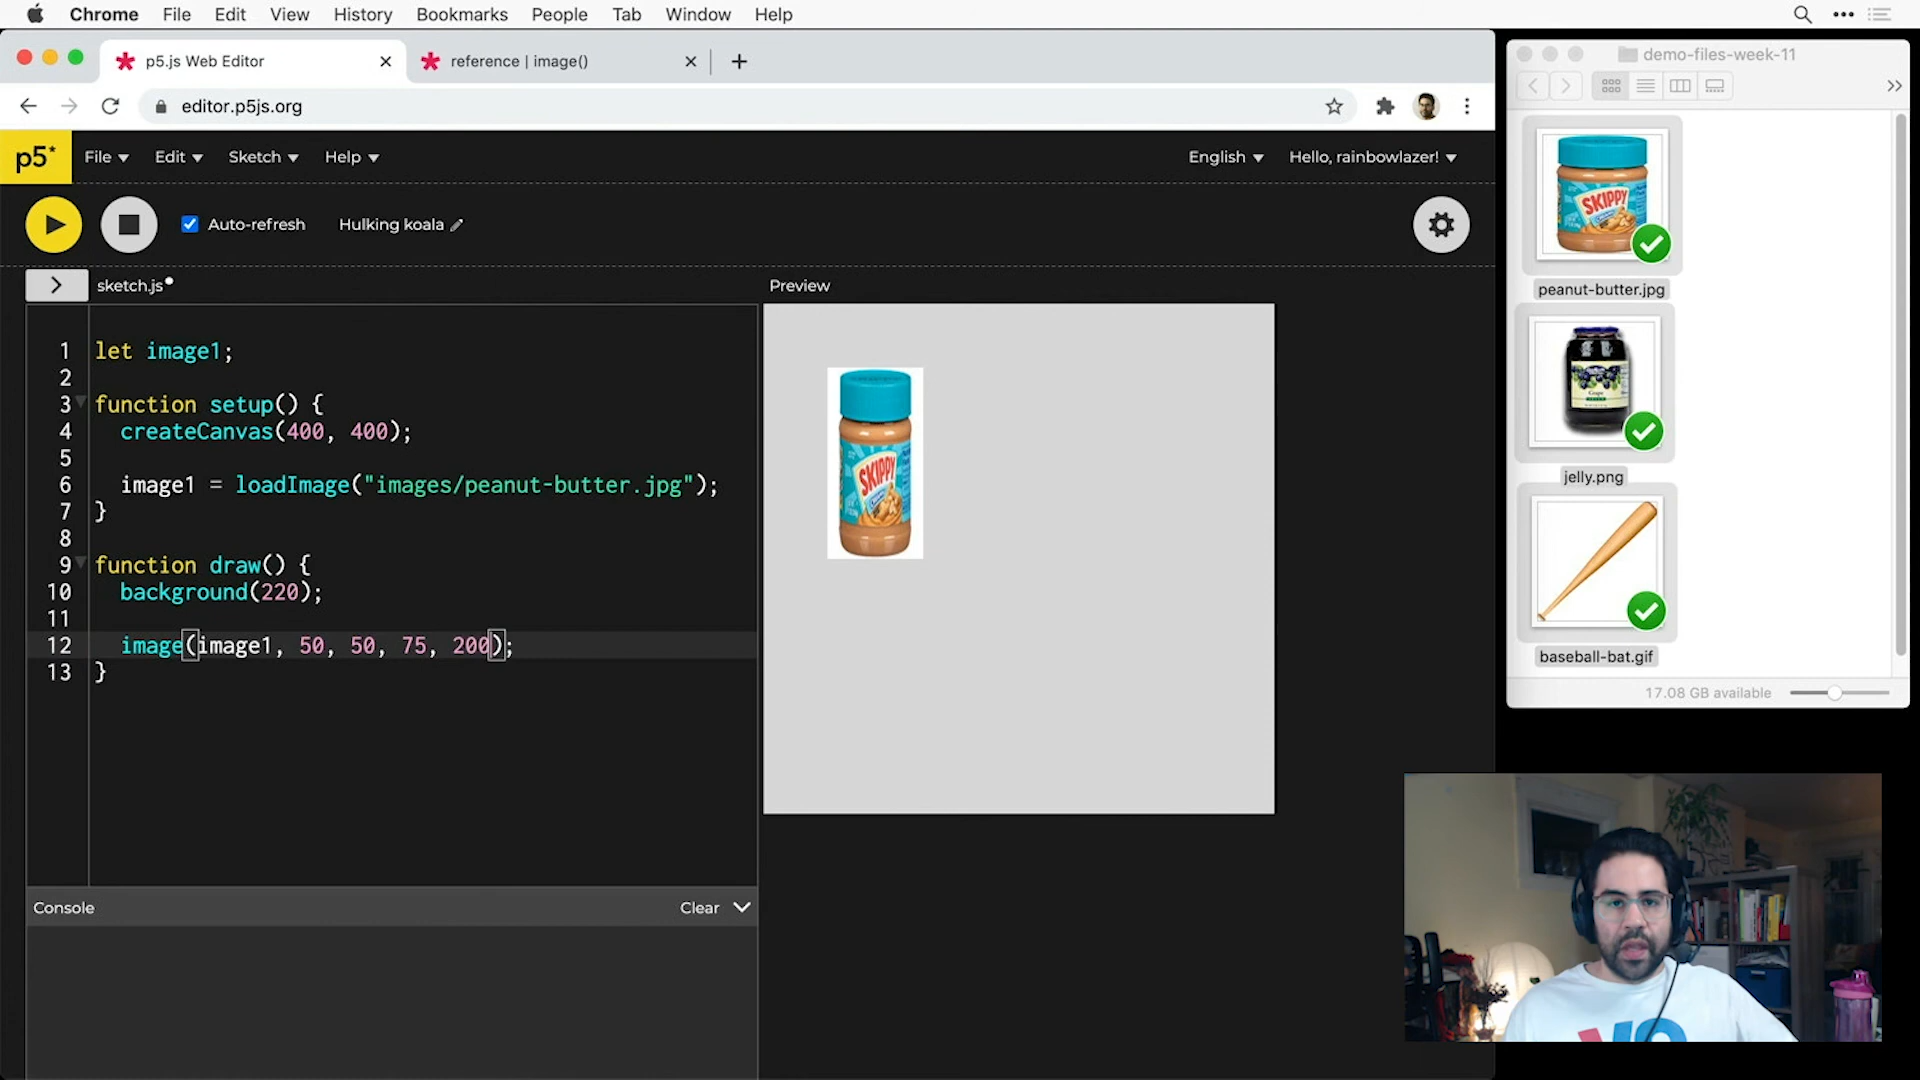 Chrome File Edit View History Bookmarks People Tab Window Help
p5.js Web Editor
reference | image()
editor.p5js.org
p5* File Edit Sketch Help English Hello, rainbowlazer!
Auto-refresh Hulking koala
sketch.js
Preview
1 let image1;
2
3 function setup() {
4 createCanvas(400, 400);
5
6 image1 = loadImage("images/peanut-butter.jpg");
7 }
8
9 function draw() {
10 background(220);
11
12 image(image1, 50, 50, 75, 200);
13 }
SKIPPY
Console Clear
demo-files-week-11
SKIPPY
peanut-butter.jpg
Grape
jelly.png
baseball-bat.gif
17.08 GB available